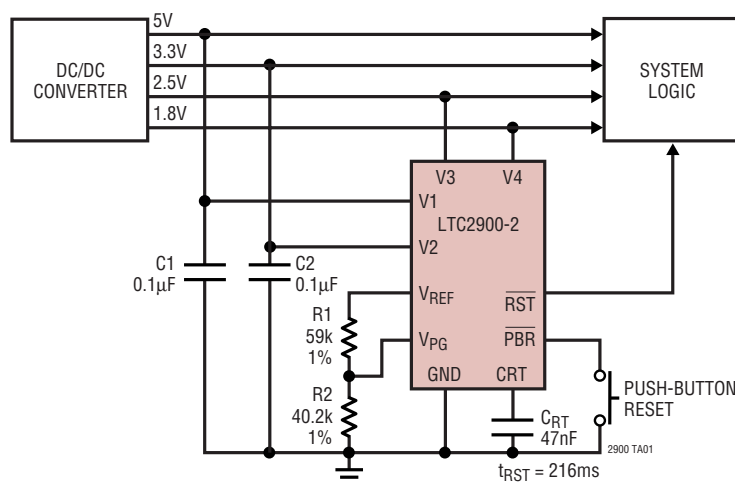 5V
3.3V
2.5V
1.8V
DC/DC
CONVERTER
SYSTEM
LOGIC
V3
V4
V1
LTC2900-2
V2
C1
0.1μF
C2
0.1μF
VREF
RST
R1
59k
1%
VPG
PBR
GND
CRT
R2
40.2k
1%
CRT
47nF
PUSH-BUTTON
RESET
2900 TA01
tRST = 216ms